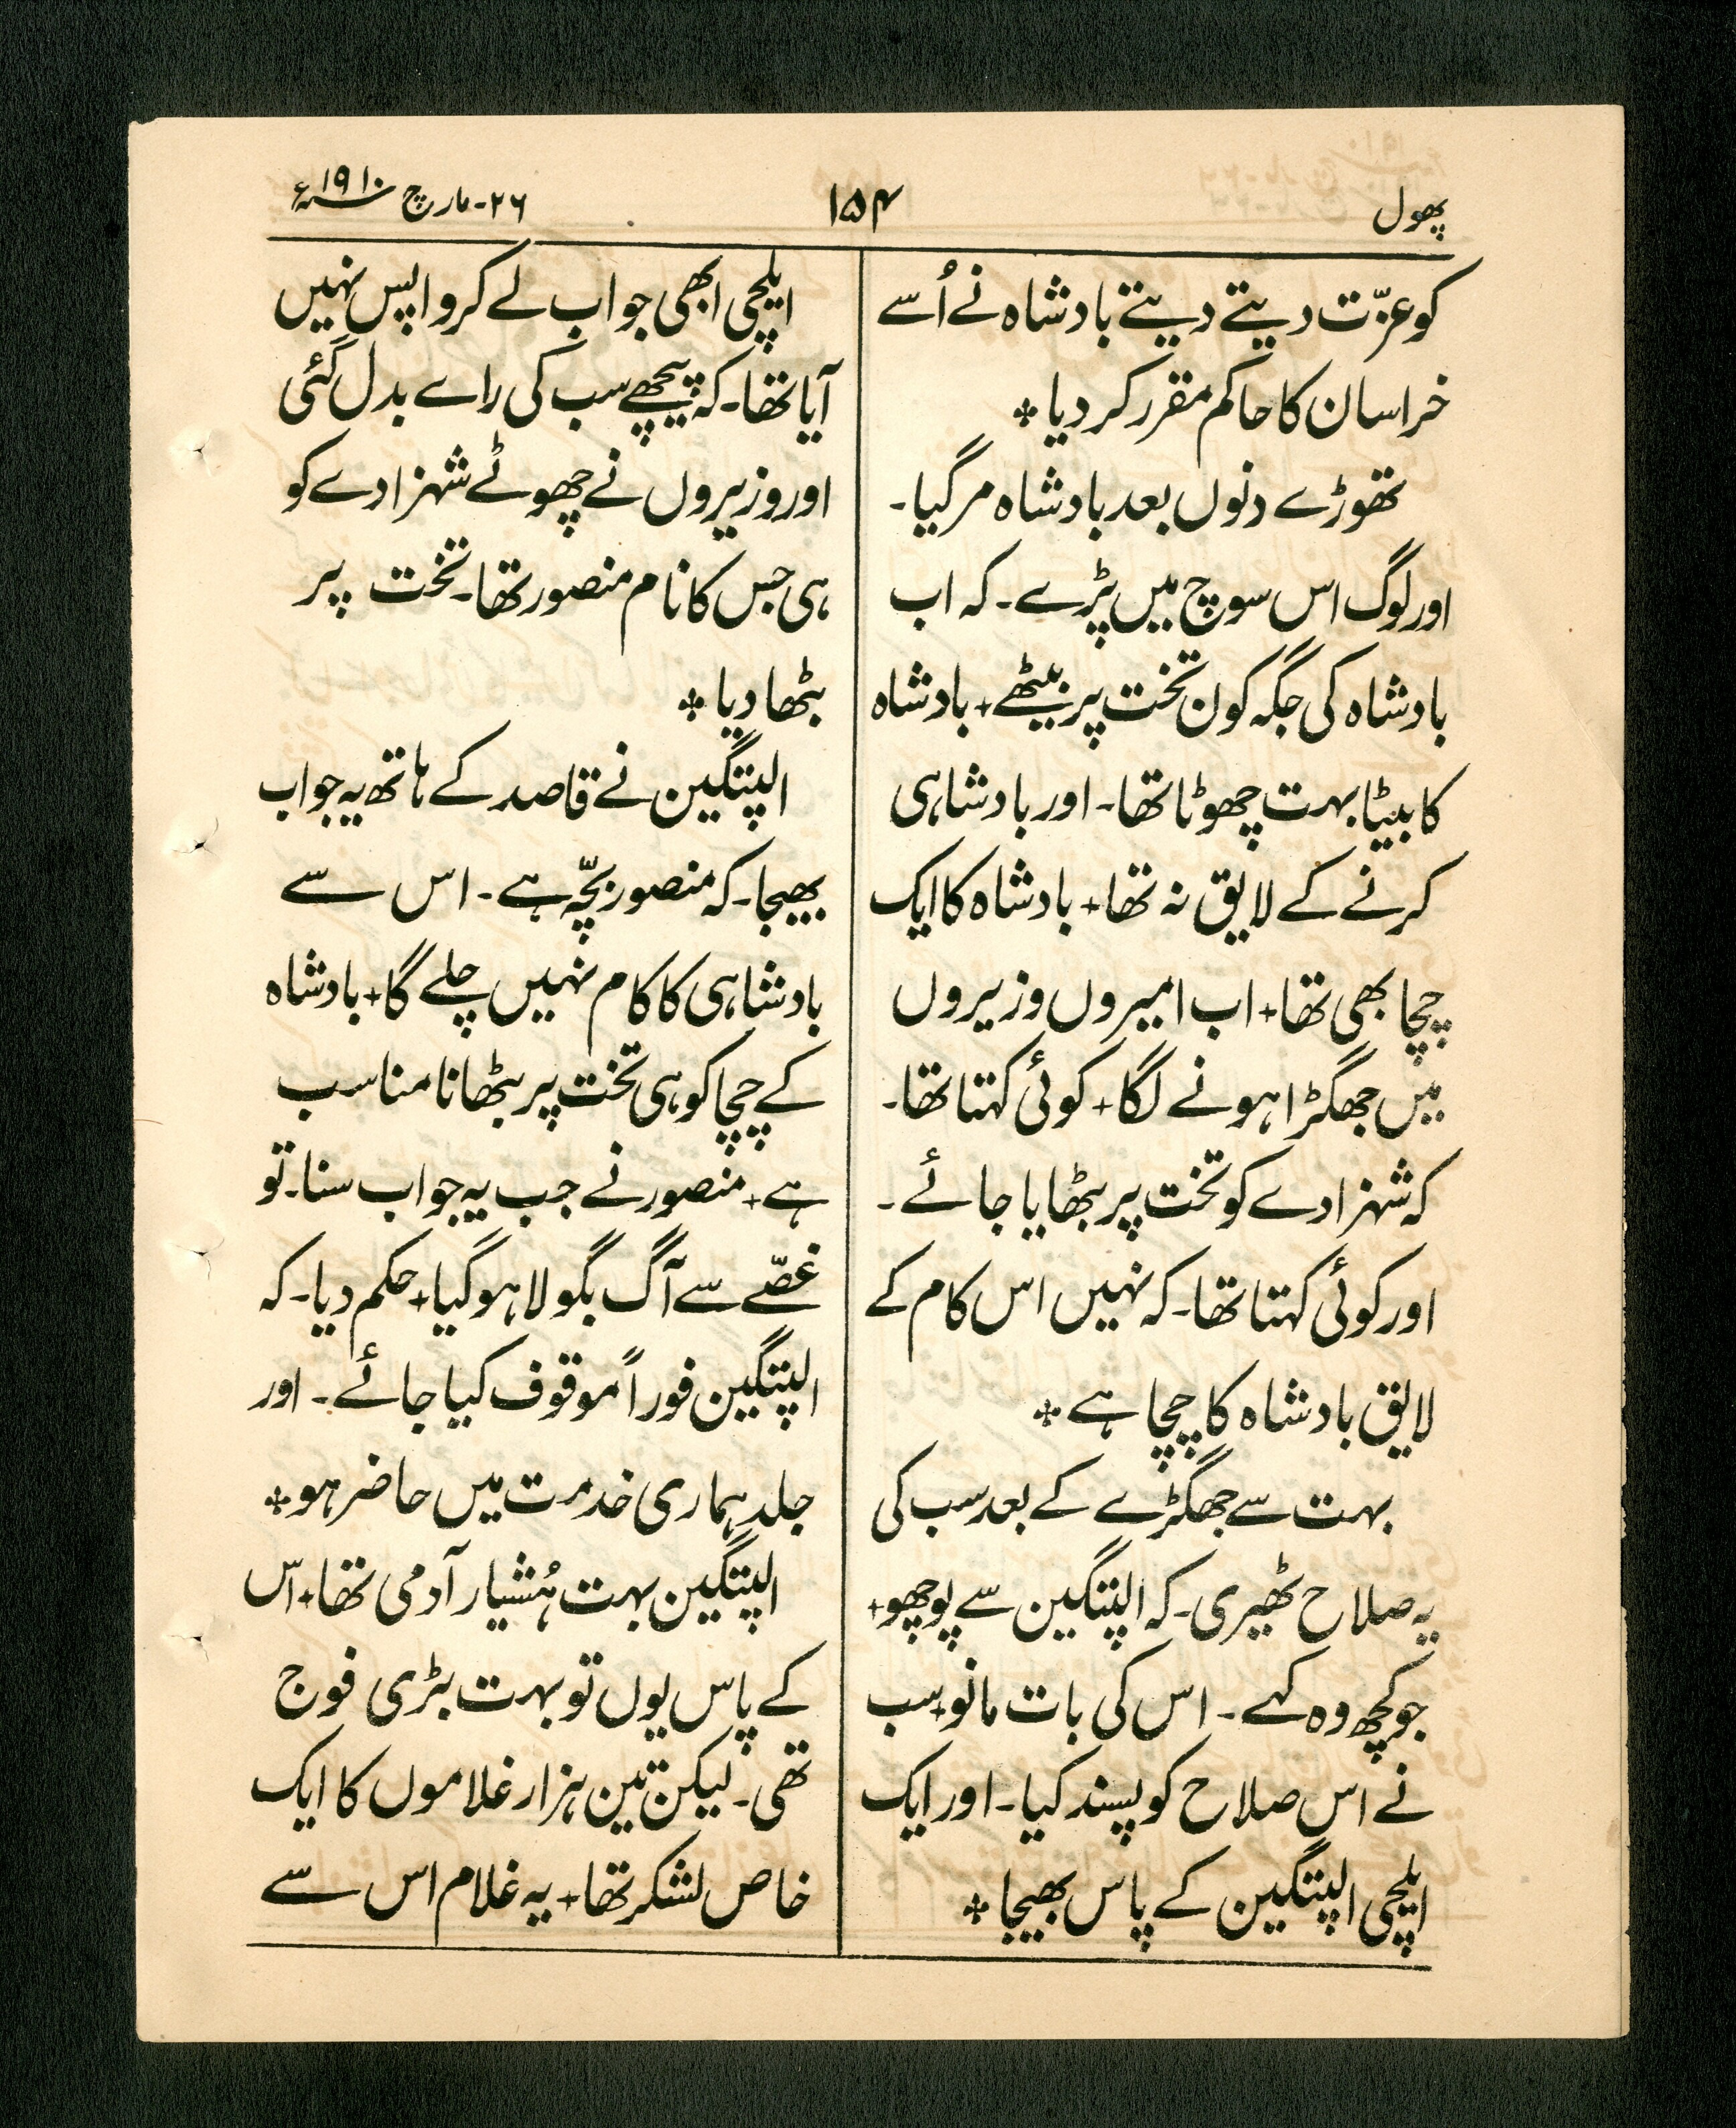 پھول
۱۵۴
۲۶-مارچ ۱۹۱۰ء
کو عزّت دیتے دیتے بادشاہ نے اُسے
خراسان کا حاکم مقرر کر دیا ٭
تھوڑے دنوں بعد بادشاہ مر گیا۔
اور لوگ اس سوچ میں پڑے۔ کہ اب
بادشاہ کی جگہ کون تخت پر بیٹھے + بادشاہ
کا بیٹا بہت چھوٹا تھا۔ اور بادشاہی
کرنے کے لایق نہ تھا + بادشاہ کا ایک
چچا بھی تھا + اب امیروں وزیروں
میں جھگڑا ہونے لگا + کوئی کہتا تھا۔
کہ شہزادے کو تخت پر بٹھایا جائے۔
اور کوئی کہتا تھا۔ کہ نہیں اس کام کے
لایق بادشاہ کا چچا ہے ٭
بہت سے جھگڑے کے بعد سب کی
یہ صلاح ٹھیری۔ کہ الپتگین سے پوچھو +
جو کچھ وہ کہے۔ اس کی بات مانو + سب
نے اس صلاح کو پسند کیا۔ اور ایک
ایلچی الپتگین کے پاس بھیجا ٭
ایلچی ابھی جواب لے کر واپس نہیں
آیا تھا۔ کہ پیچھے سب کی راے بدل گئی
اور وزیروں نے چھوٹے شہزادے کو
ہی جس کا نام منصور تھا۔ تخت پر
بٹھا دیا ٭
الپتگین نے قاصد کے ہاتھ یہ جواب
بھیجا۔ کہ منصور بچّہ ہے۔ اس سے
بادشاہی کا کام نہیں چلے گا + بادشاہ
کے چچا کو ہی تخت پر بٹھانا مناسب
ہے + منصور نے جب یہ جواب سنا۔ تو
غصّے سے آگ بگولا ہو گیا + حکم دیا۔ کہ
الپتگین فوراً موقوف کیا جائے۔ اور
جلد ہماری خدمت میں حاضر ہو ٭
الپتگین بہت ہُشیار آدمی تھا + اس
کے پاس یوں تو بہت بڑی فوج
تھی۔ لیکن تین ہزار غلاموں کا ایک
خاص لشکر تھا + یہ غلام اس سے